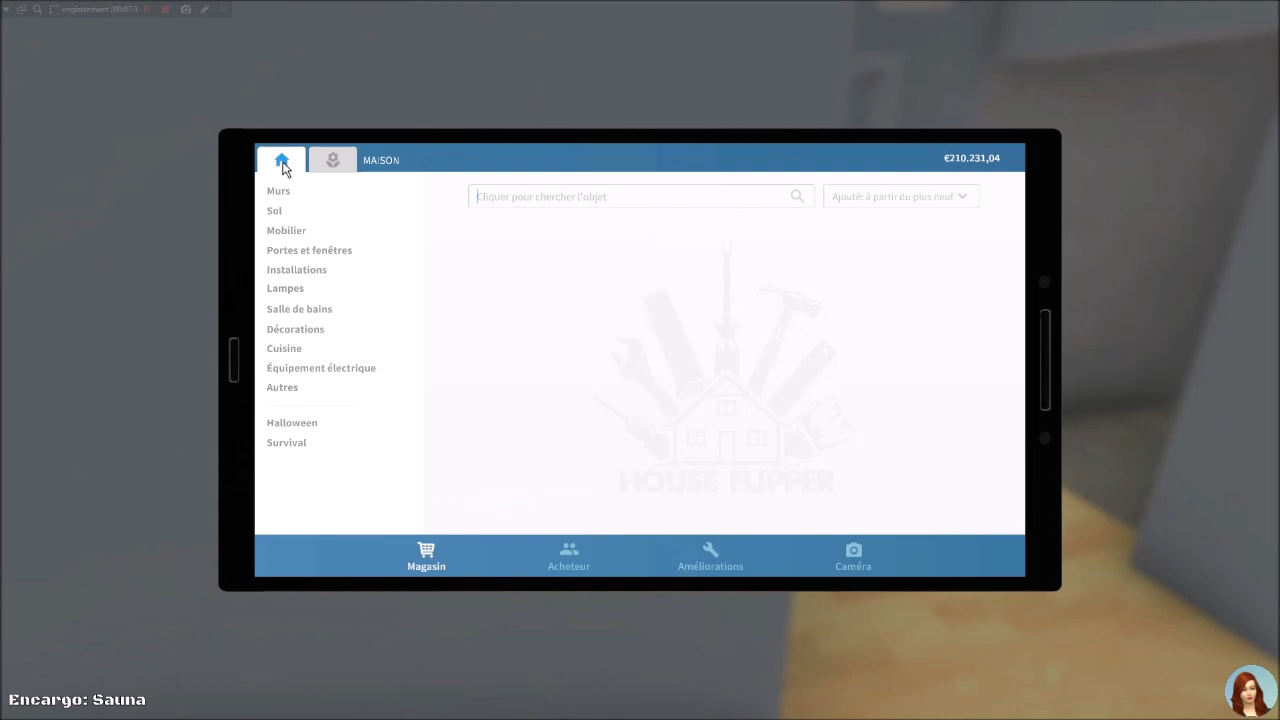 MAISON
€210.231,04
Murs
Sol
Mobilier
Portes et fenêtres
Installations
Lampes
Salle de bains
Décorations
Cuisine
Équipement électrique
Autres
Halloween
Survival
Cliquer pour chercher l'objet
Ajouté: à partir du plus neuf
HOUSE FLIPPER
Magasin
Acheteur
Améliorations
Caméra
Encargo: Sauna